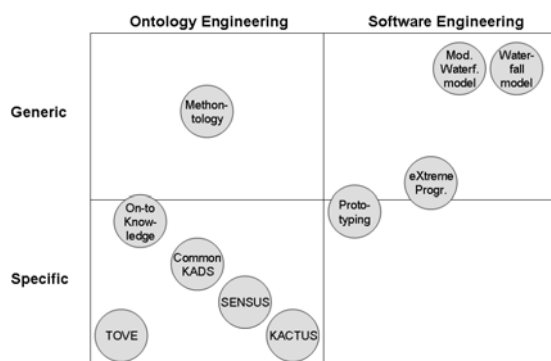 Ontology Engineering
Software Engineering
Generic
Methon-
tology
Mod.
Waterf.
model
Water-
fall
model
eXtreme
Progr.
Specific
On-to
Know-
ledge
Proto-
typing
Common
KADS
SENSUS
TOVE
KACTUS